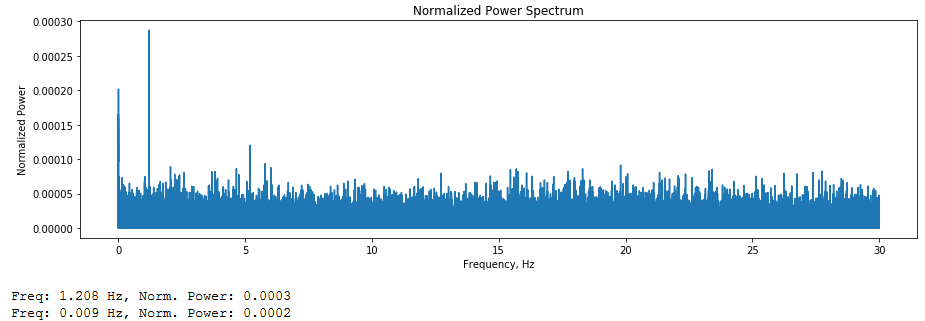 Normalized Power Spectrum
0.00030
0.00025
0.00020
0.00015
0.00010
0.00005
0.00000
Normalized Power
0 5 10 15 20 25 30
Frequency, Hz
Freq: 1.208 Hz, Norm. Power: 0.0003
Freq: 0.009 Hz, Norm. Power: 0.0002